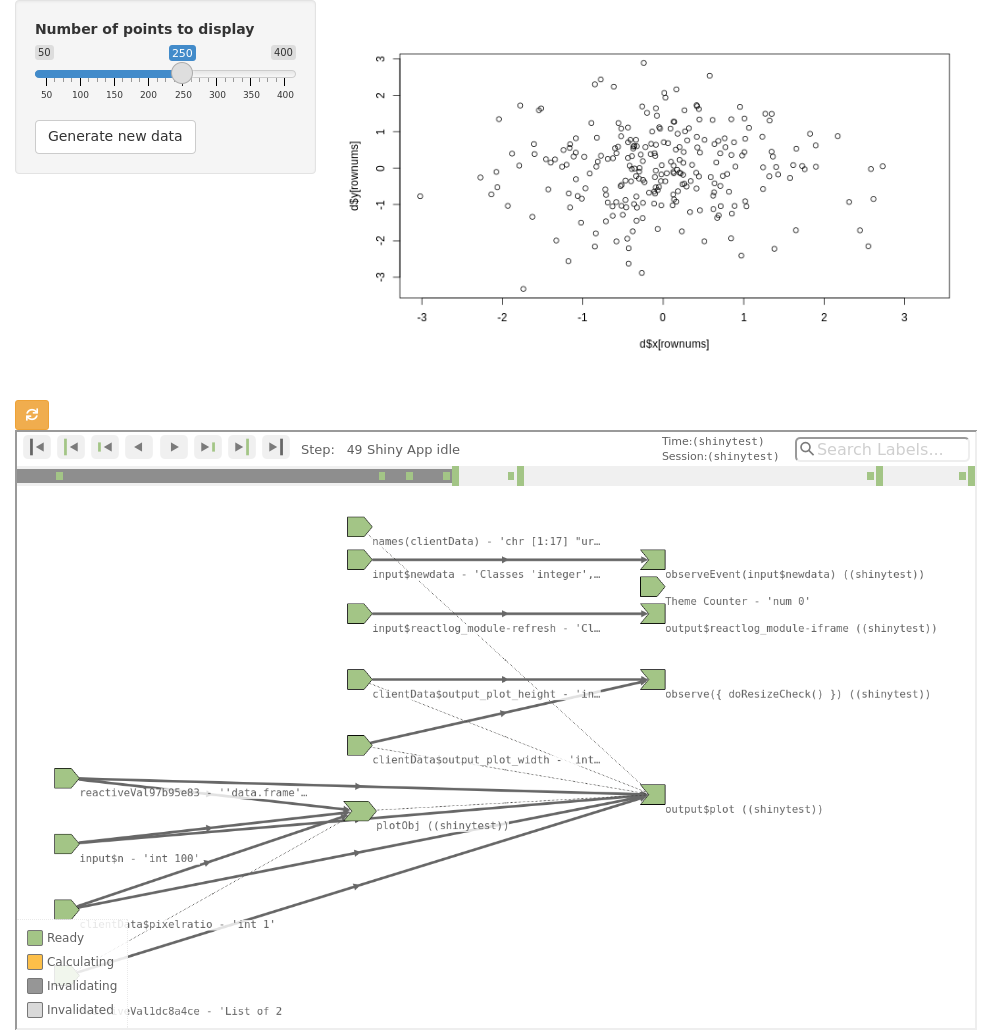 Number of points to display
50 250 400
50 100 150 200 250 300 350 400
Generate new data
3
2
1
0
-1
-2
-3
d$y[rownums]
-3 -2 -1 0 1 2 3
d$x[rownums]
Step: 49 Shiny App idle
Time:(shinytest)
Session:(shinytest)
Search Labels...
names(clientData) - 'chr [1:17] "ur…
input$newdata - 'Classes 'integer',…
observeEvent(input$newdata) ((shinytest))
Theme Counter - 'num 0'
input$reactlog_module-refresh - 'Cl…
output$reactlog_module-iframe ((shinytest))
clientData$output_plot_height - 'in…
observe({ doResizeCheck() }) ((shinytest))
clientData$output_plot_width - 'int…
reactiveVal97b95e83 - ''data.frame'…
output$plot ((shinytest))
plotObj ((shinytest))
input$n - 'int 100'
clientData$pixelratio - 'int 1'
Ready
Calculating
Invalidating
Invalidated
veVal1dc8a4ce - 'List of 2